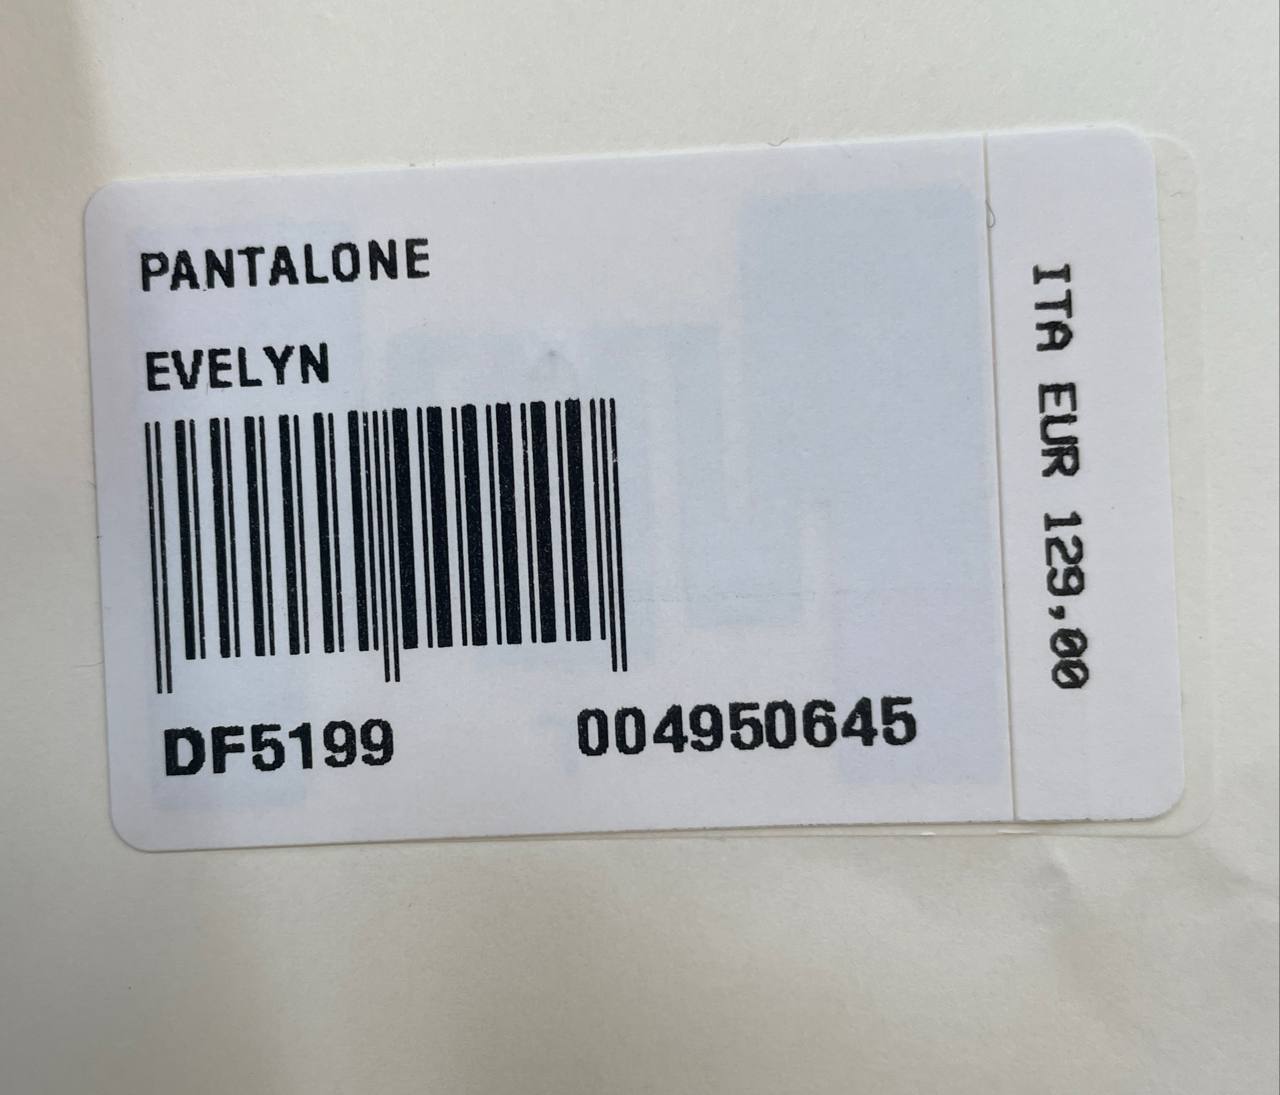 PANTALONE
EVELYN
DF5199 004950645
ITA EUR 129,00